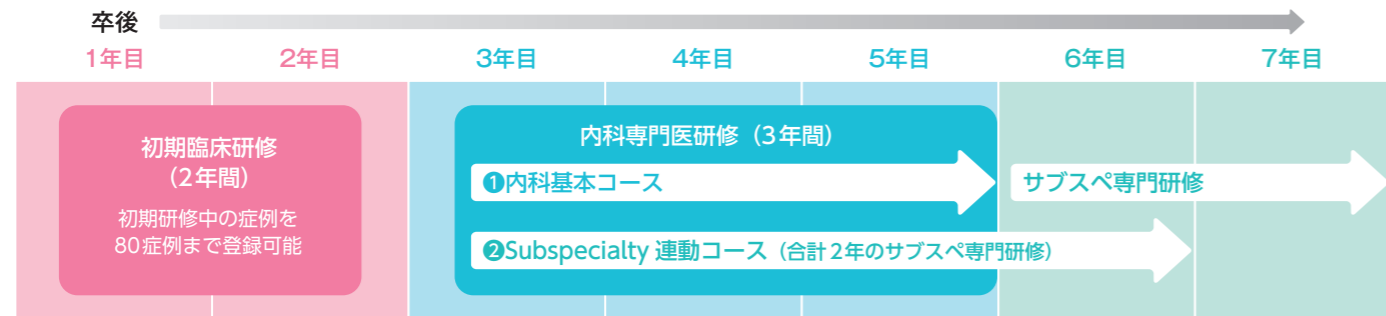 卒後
1年目 2年目 3年目 4年目 5年目 6年目 7年目
初期臨床研修
(2年間)
初期研修中の症例を
80症例まで登録可能
内科専門医研修（3年間）
❶内科基本コース
サブスペ専門研修
❷Subspecialty 連動コース（合計2年のサブスペ専門研修）